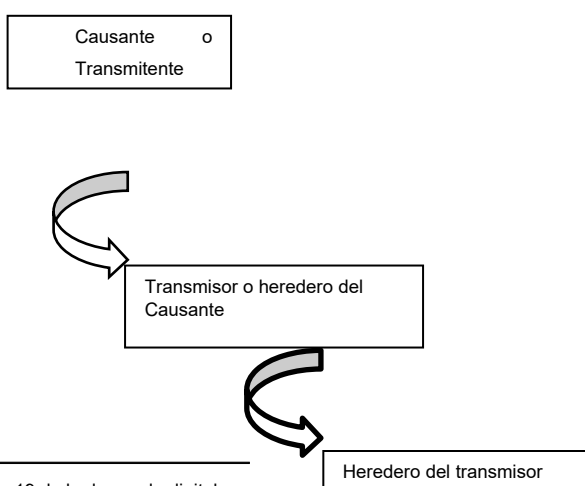 Causante o
Transmitente
Transmisor o heredero del
Causante
Heredero del transmisor